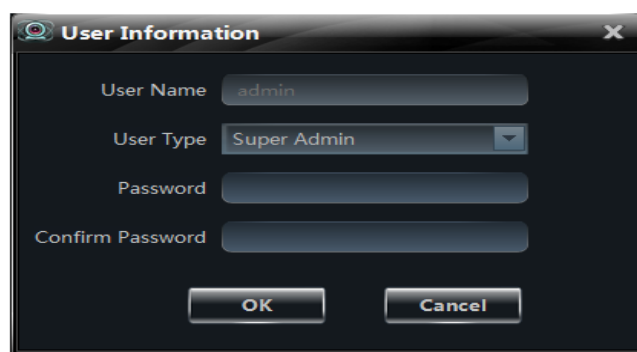 User Information
User Name admin
User Type Super Admin
Password
Confirm Password
OK Cancel